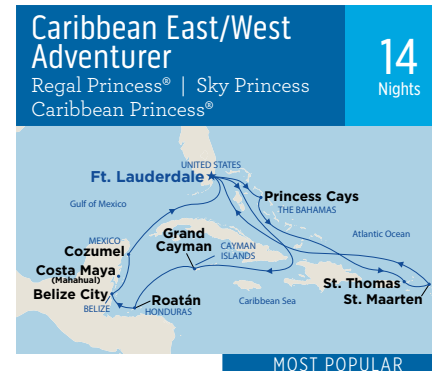 Caribbean East/West
Adventurer
Regal Princess® | Sky Princess
Caribbean Princess®
14
Nights
UNITED STATES
Ft. Lauderdale
Princess Cays
THE BAHAMAS
Gulf of Mexico
Atlantic Ocean
MEXICO
Cozumel
Grand
Cayman
CAYMAN
ISLANDS
Costa Maya
(Mahahual)
Belize City
BELIZE
Roatán
HONDURAS
Caribbean Sea
St. Thomas
St. Maarten
MOST POPULAR